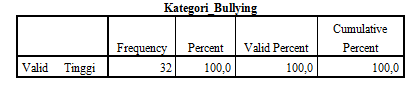 Kategori_Bullying
Frequency Percent Valid Percent Cumulative Percent
Valid Tinggi 32 100,0 100,0 100,0